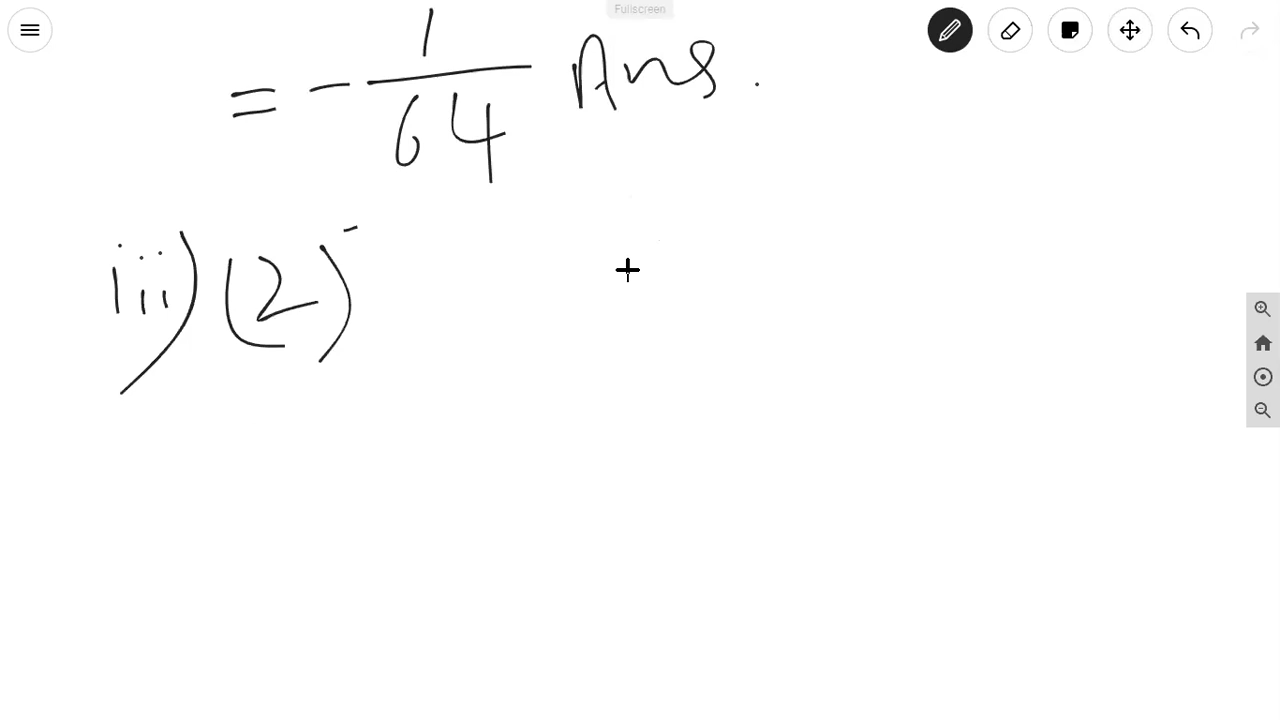 Fullscreen
= - 1/64 Ans.
iii) (2)⁻